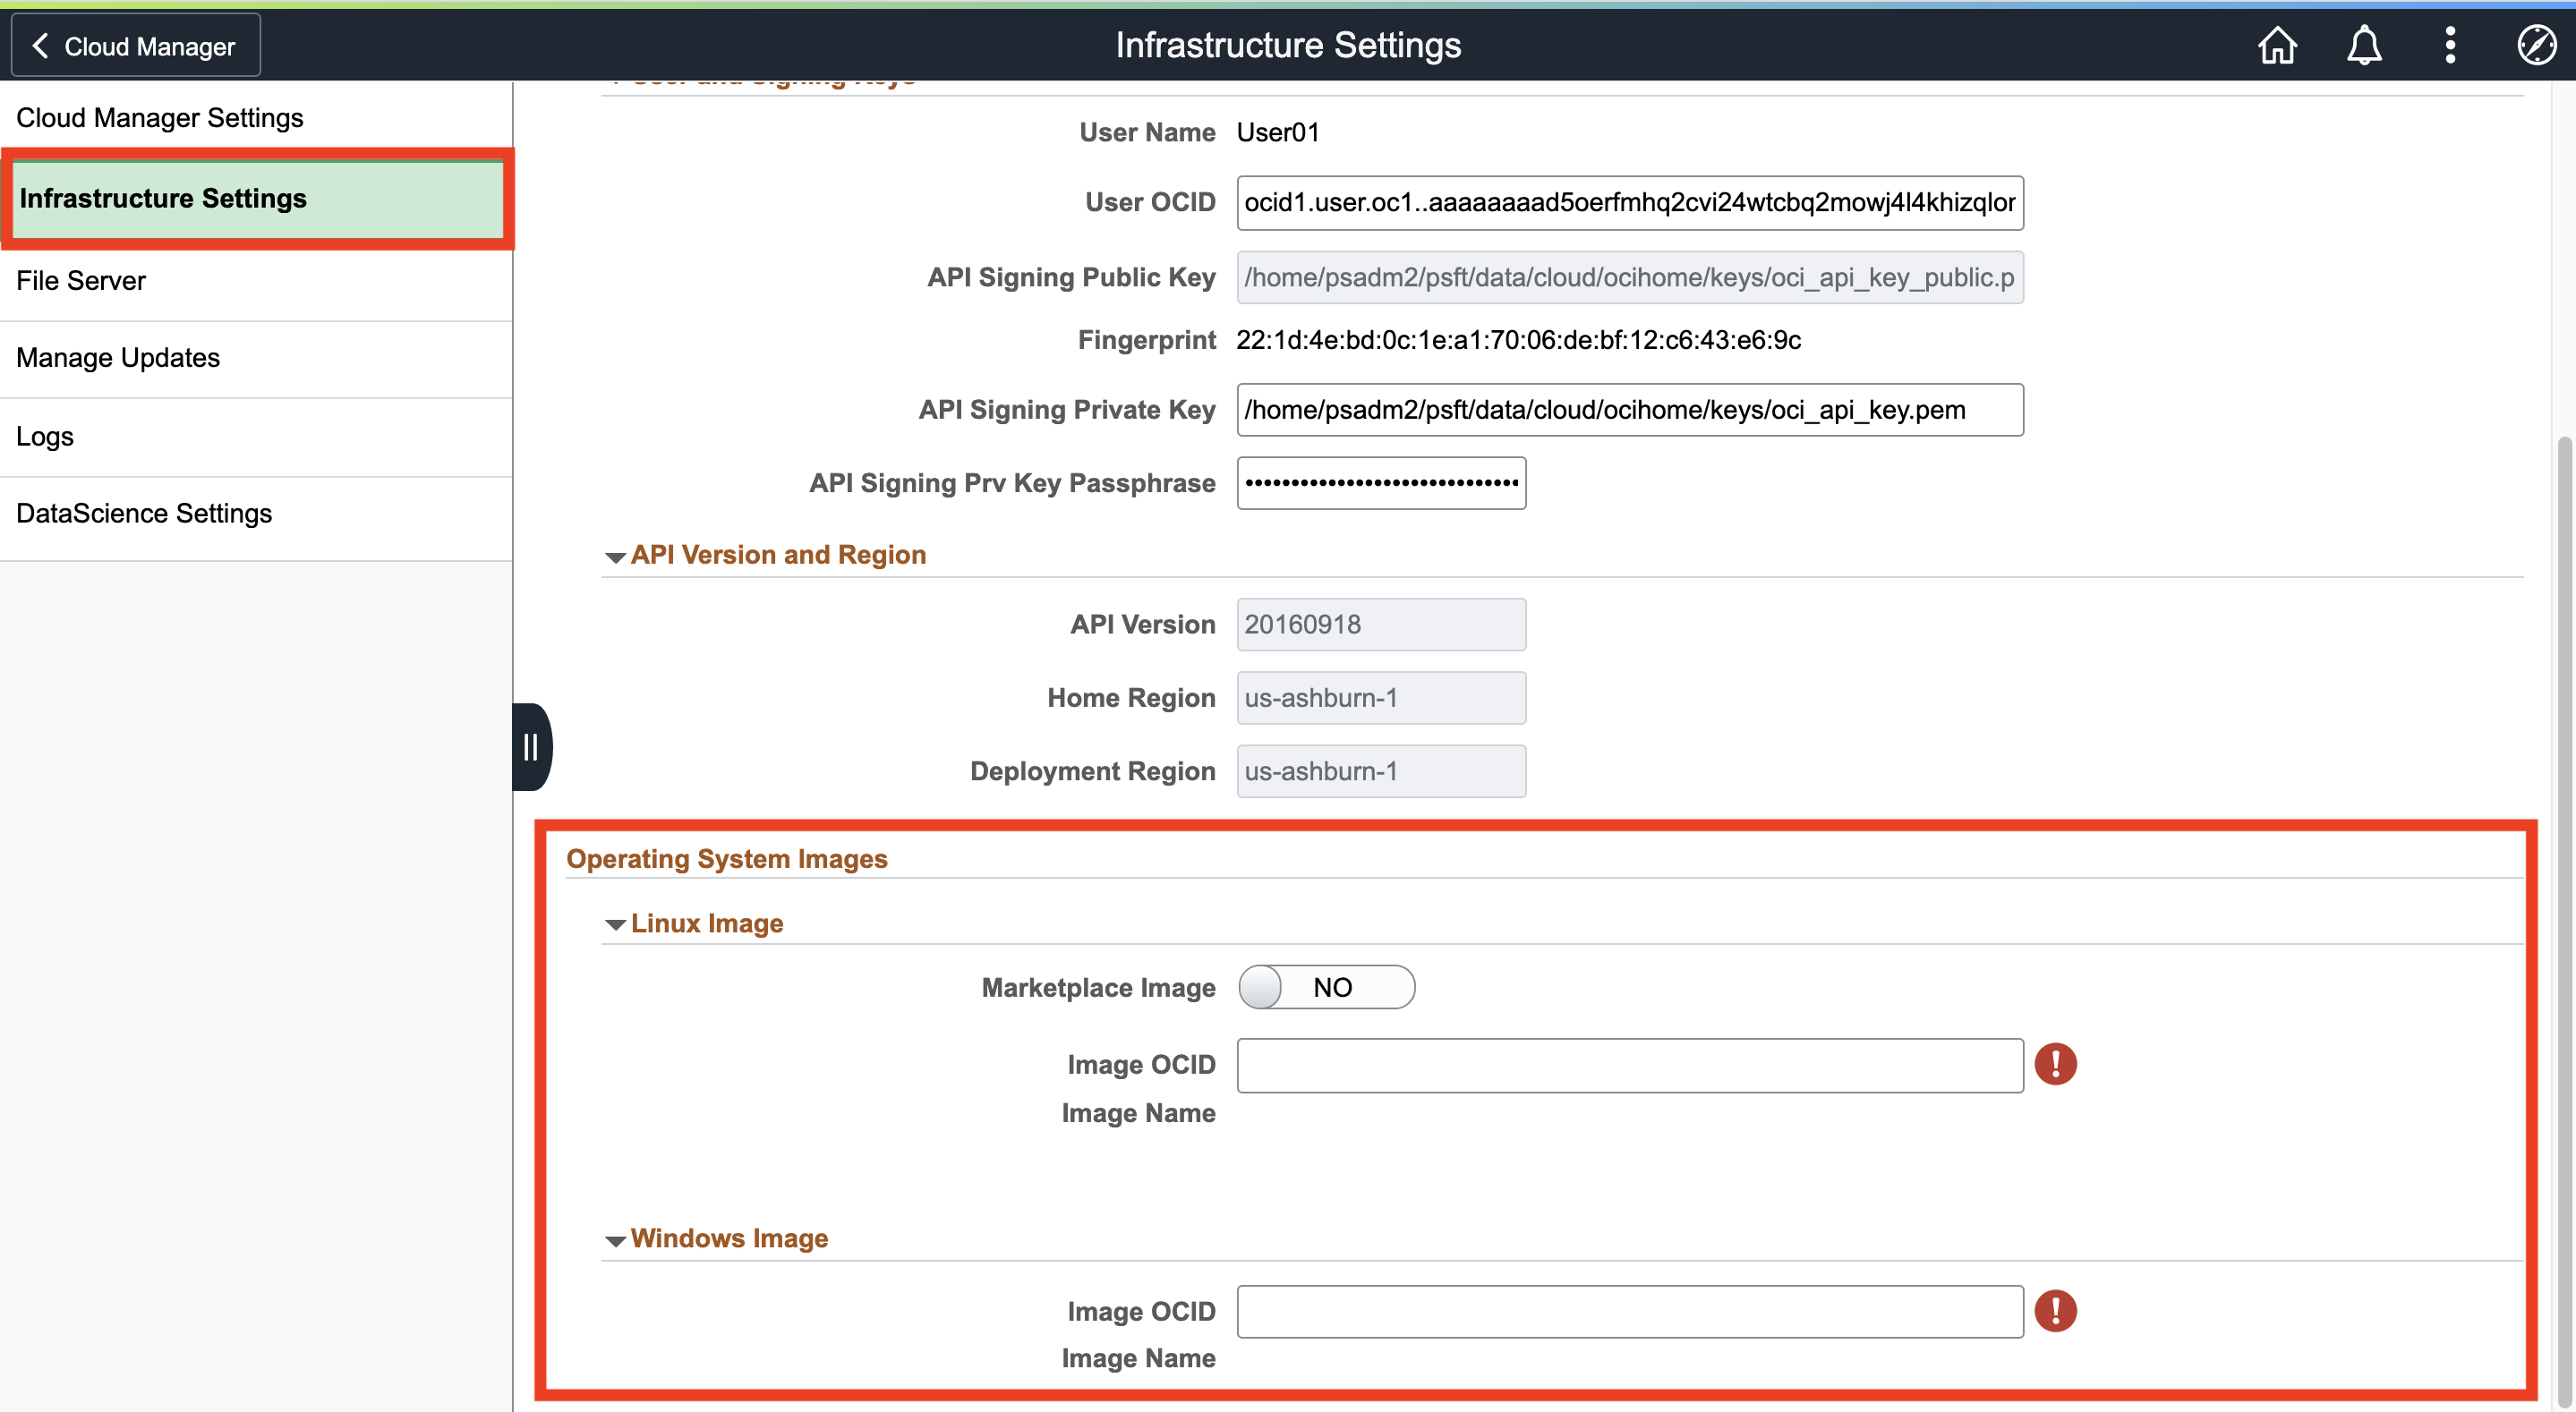 Cloud Manager
Infrastructure Settings
Cloud Manager Settings
Infrastructure Settings
File Server
Manage Updates
Logs
DataScience Settings
User and Signing Keys
User Name User01
User OCID ocid1.user.oc1..aaaaaaaad5oerfmhq2cvi24wtcbq2mowj4l4khizqlor
API Signing Public Key /home/psadm2/psft/data/cloud/ocihome/keys/oci_api_key_public.p
Fingerprint 22:1d:4e:bd:0c:1e:a1:70:06:de:bf:12:c6:43:e6:9c
API Signing Private Key /home/psadm2/psft/data/cloud/ocihome/keys/oci_api_key.pem
API Signing Prv Key Passphrase
API Version and Region
API Version 20160918
Home Region us-ashburn-1
Deployment Region us-ashburn-1
Operating System Images
Linux Image
Marketplace Image NO
Image OCID
Image Name
Windows Image
Image OCID
Image Name